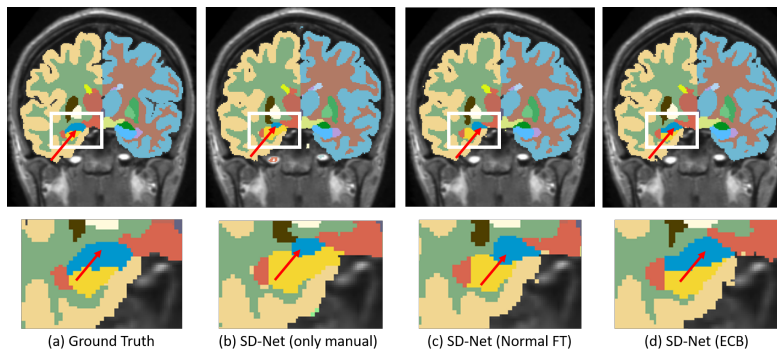 (a) Ground Truth
(b) SD-Net (only manual)
(c) SD-Net (Normal FT)
(d) SD-Net (ECB)